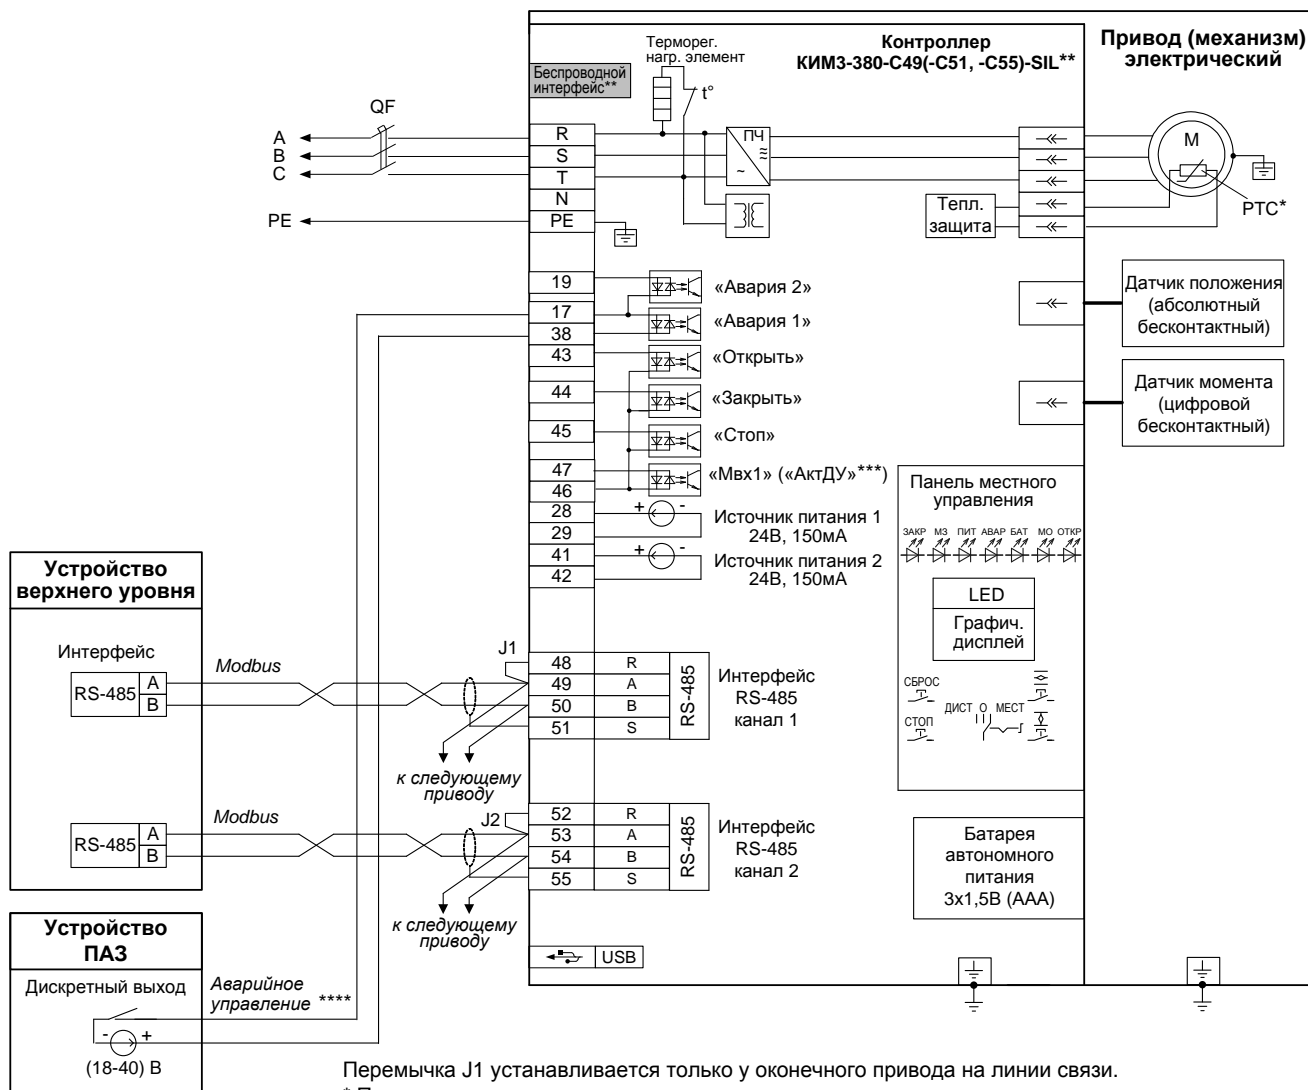 Контроллер
КИМ3-380-С49(-С51, -С55)-SIL**
Привод (механизм)
электрический
Терморег.
нагр. элемент
t°
Беспроводной
интерфейс**
QF
A
B
C
PE
R
S
T
N
PE
ПЧ
≈
~
Тепл.
защита
M
PTC*
19
17
38
43
44
45
47
46
28
29
41
42
«Авария 2»
«Авария 1»
«Открыть»
«Закрыть»
«Стоп»
«Мвх1» («АктДУ»***)
+ -
Источник питания 1
24В, 150мА
+ -
Источник питания 2
24В, 150мА
Датчик положения
(абсолютный
бесконтактный)
Датчик момента
(цифровой
бесконтактный)
Панель местного
управления
ЗАКР МЗ ПИТ АВАР БАТ МО ОТКР
LED
Графич.
дисплей
СБРОС
СТОП
ДИСТ О МЕСТ
Батарея
автономного
питания
3х1,5В (ААА)
Устройство
верхнего уровня
Интерфейс
RS-485
A
B
Modbus
J1
48 R
49 A
50 B
51 S
RS-485
Интерфейс
RS-485
канал 1
к следующему
приводу
RS-485
A
B
Modbus
J2
52 R
53 A
54 B
55 S
RS-485
Интерфейс
RS-485
канал 2
к следующему
приводу
USB
Устройство
ПАЗ
Дискретный выход
- +
(18-40) В
Аварийное
управление ****
Перемычка J1 устанавливается только у оконечного привода на линии связи.